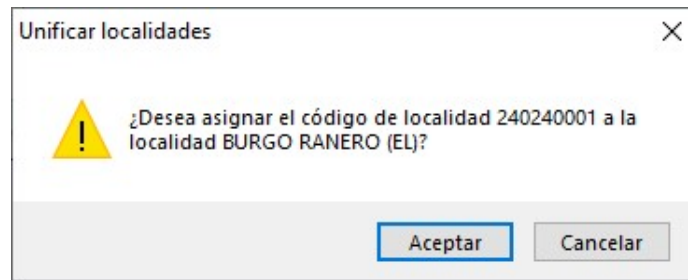 Unificar localidades
¿Desea asignar el código de localidad 240240001 a la
localidad BURGO RANERO (EL)?
Aceptar
Cancelar